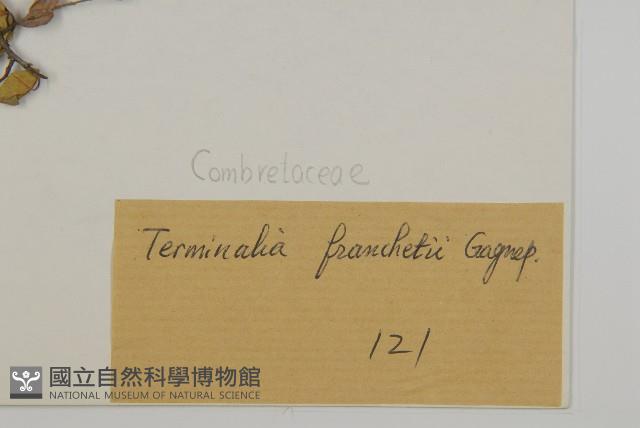 Combretaceae
Terminalia franchetii Gagnep.
121
國立自然科學博物館
NATIONAL MUSEUM OF NATURAL SCIENCE